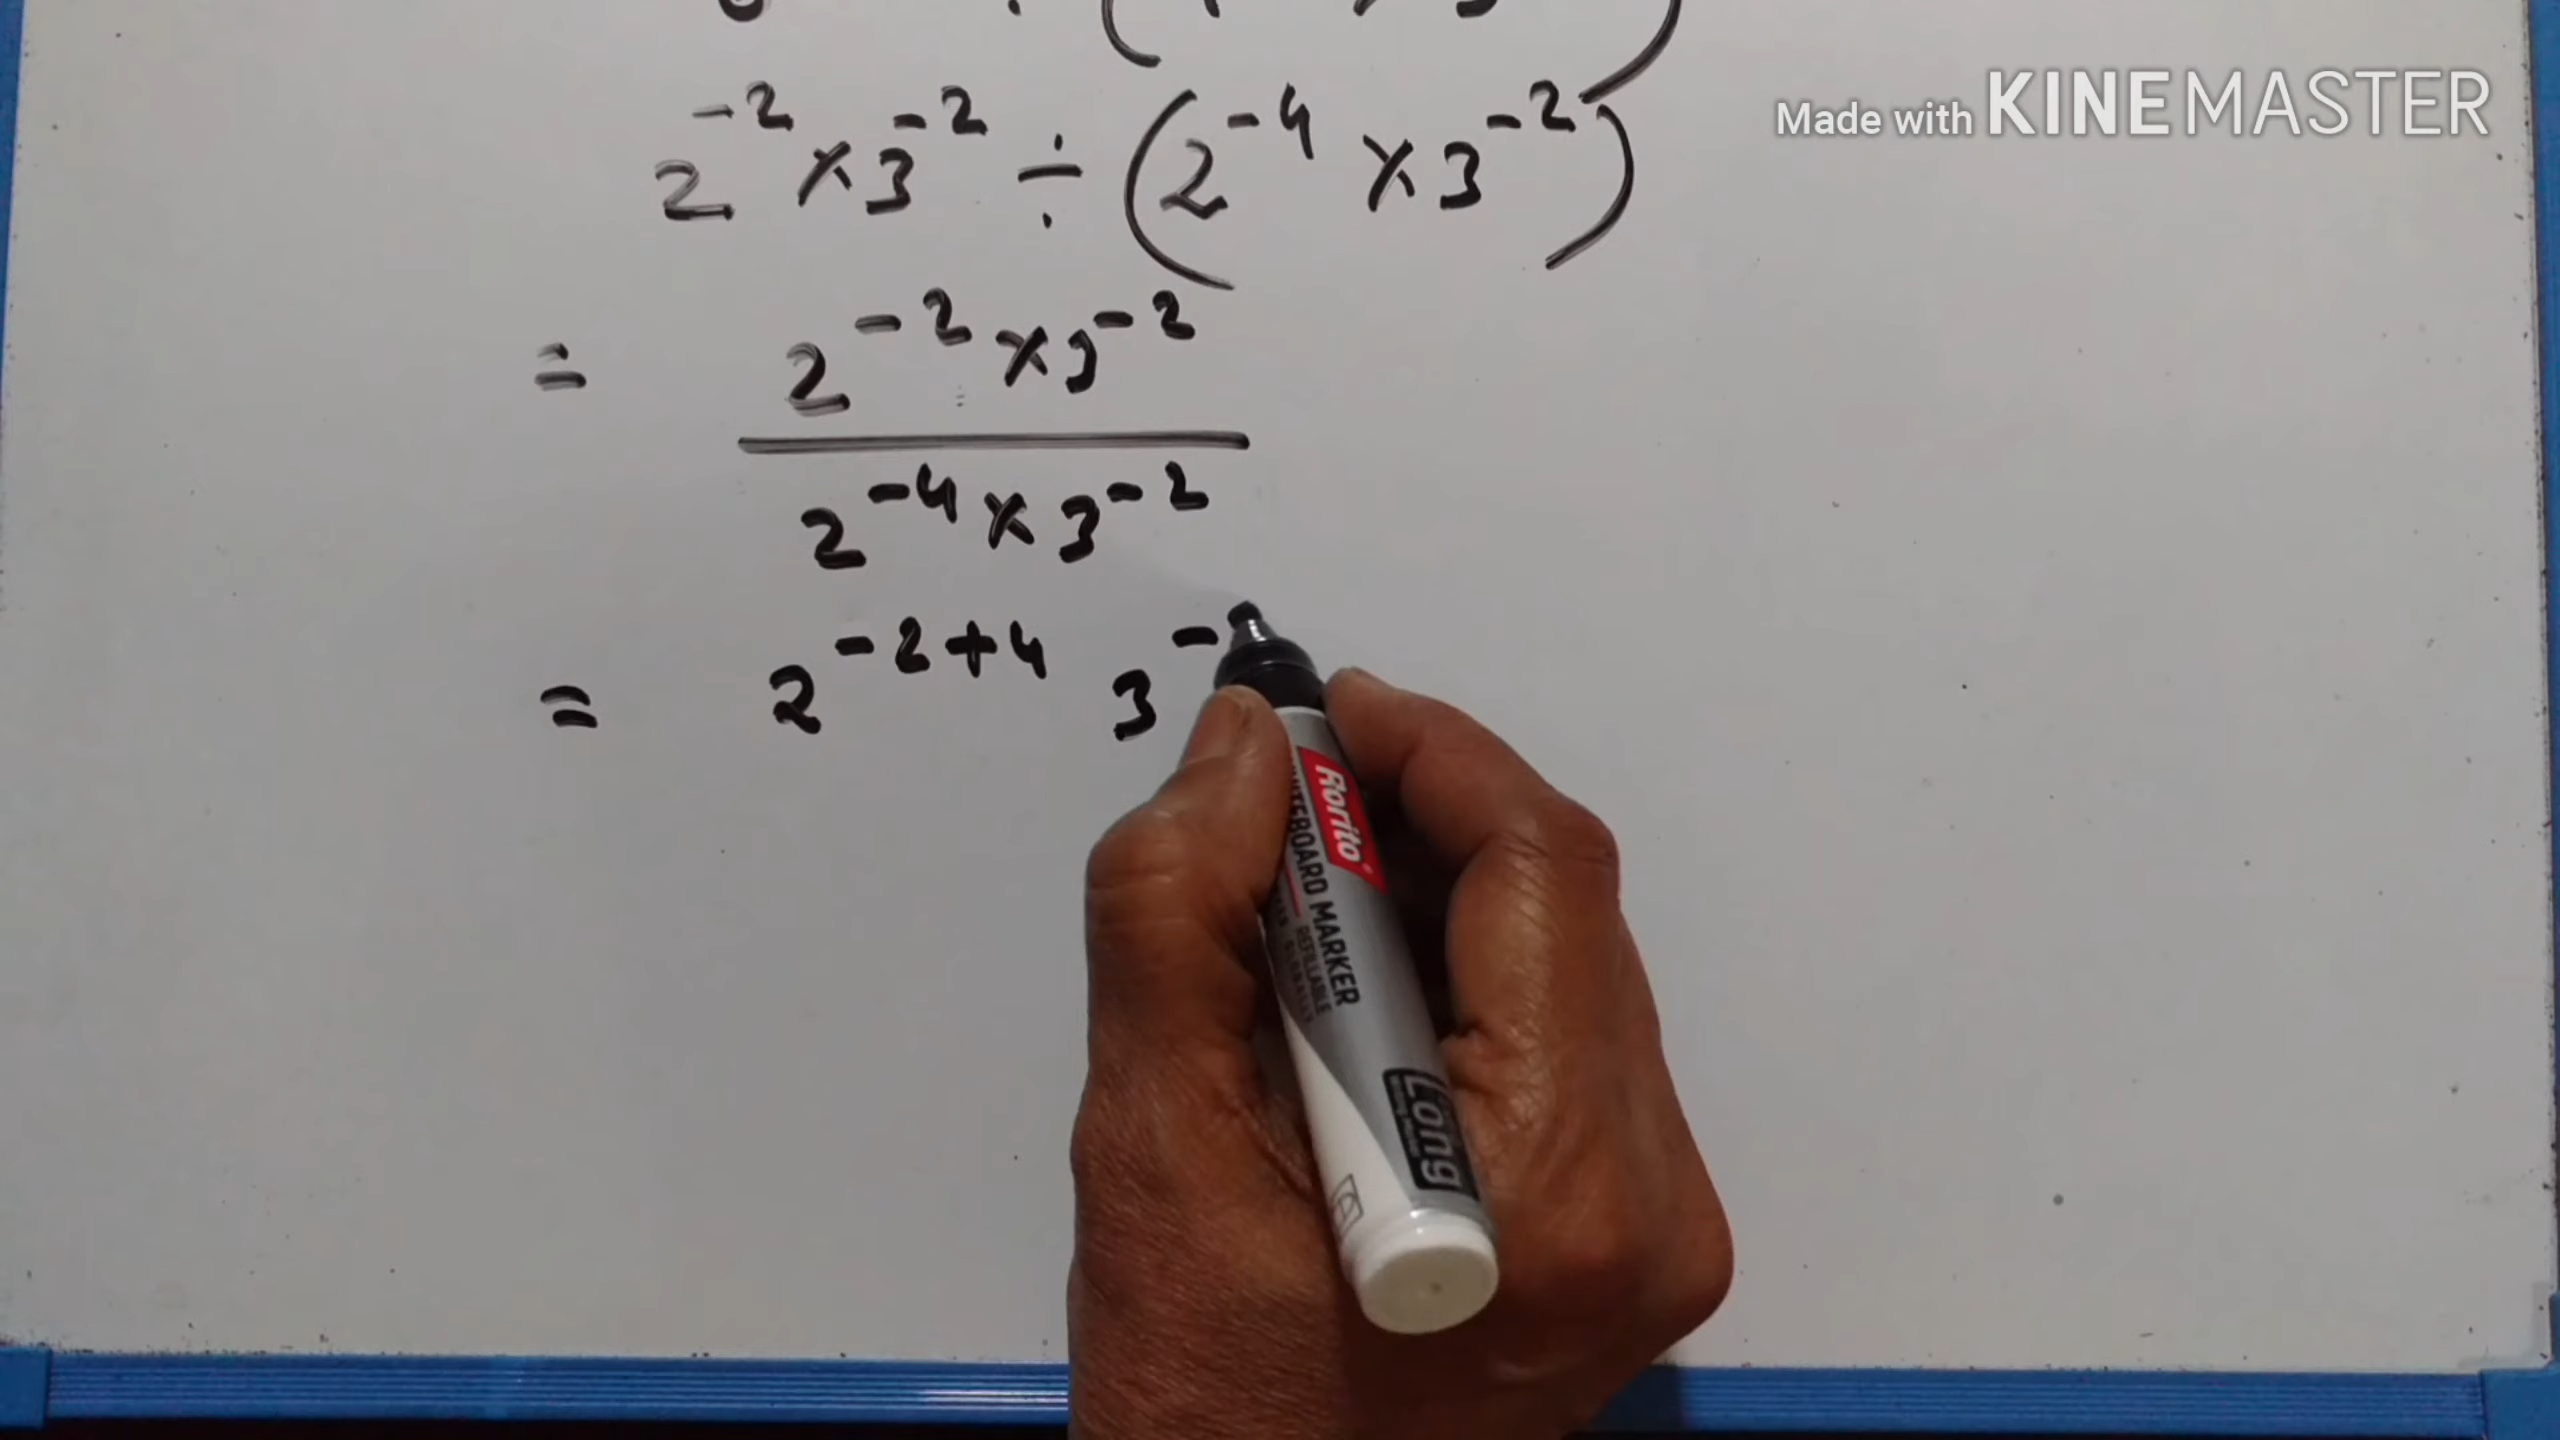 Made with KINEMASTER
2⁻² × 3⁻² ÷ (2⁻⁴ × 3⁻²)
= 2⁻² × 3⁻²
2⁻⁴ × 3⁻²
= 2⁻²⁺⁴ 3⁻
Rorito
WHITEBOARD MARKER
REFILLABLE
Long